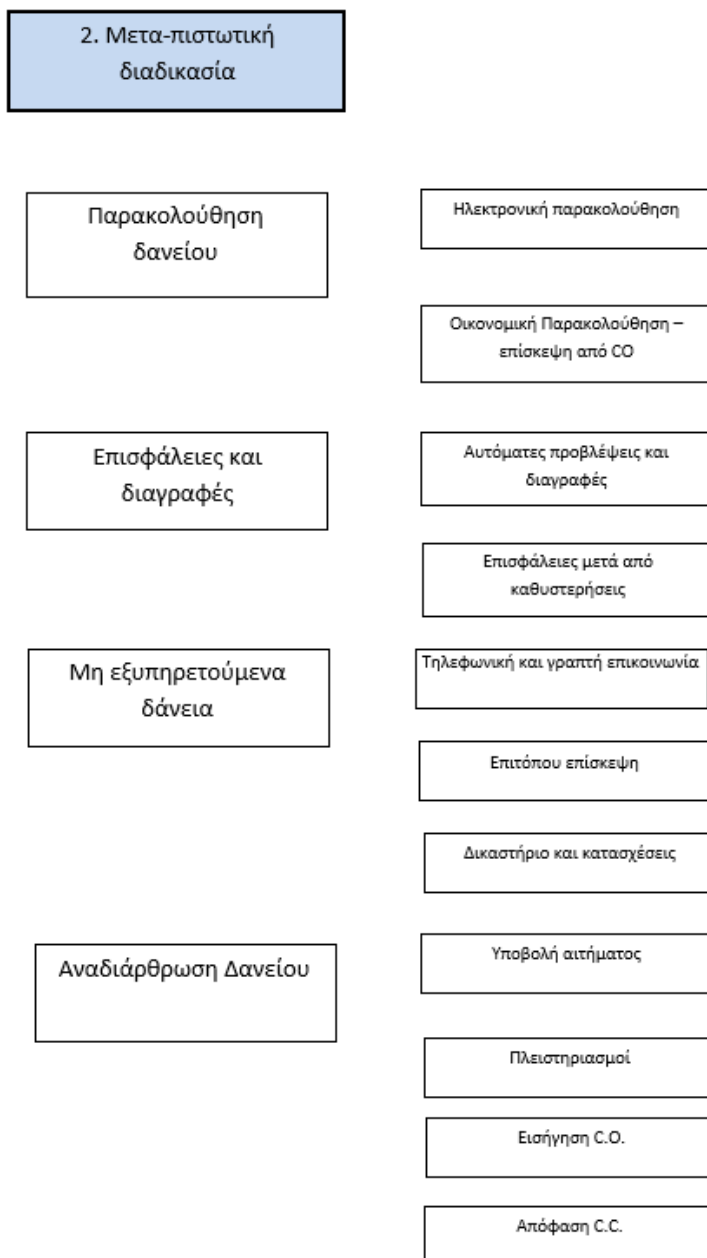 2. Μετα-πιστωτική
διαδικασία
Παρακολούθηση
δανείου
Ηλεκτρονική παρακολούθηση
Οικονομική Παρακολούθηση –
επίσκεψη από CO
Επισφάλειες και
διαγραφές
Αυτόματες προβλέψεις και
διαγραφές
Επισφάλειες μετά από
καθυστερήσεις
Μη εξυπηρετούμενα
δάνεια
Τηλεφωνική και γραπτή επικοινωνία
Επιτόπου επίσκεψη
Δικαστήριο και κατασχέσεις
Αναδιάρθρωση Δανείου
Υποβολή αιτήματος
Πλειστηριασμοί
Εισήγηση C.O.
Απόφαση C.C.